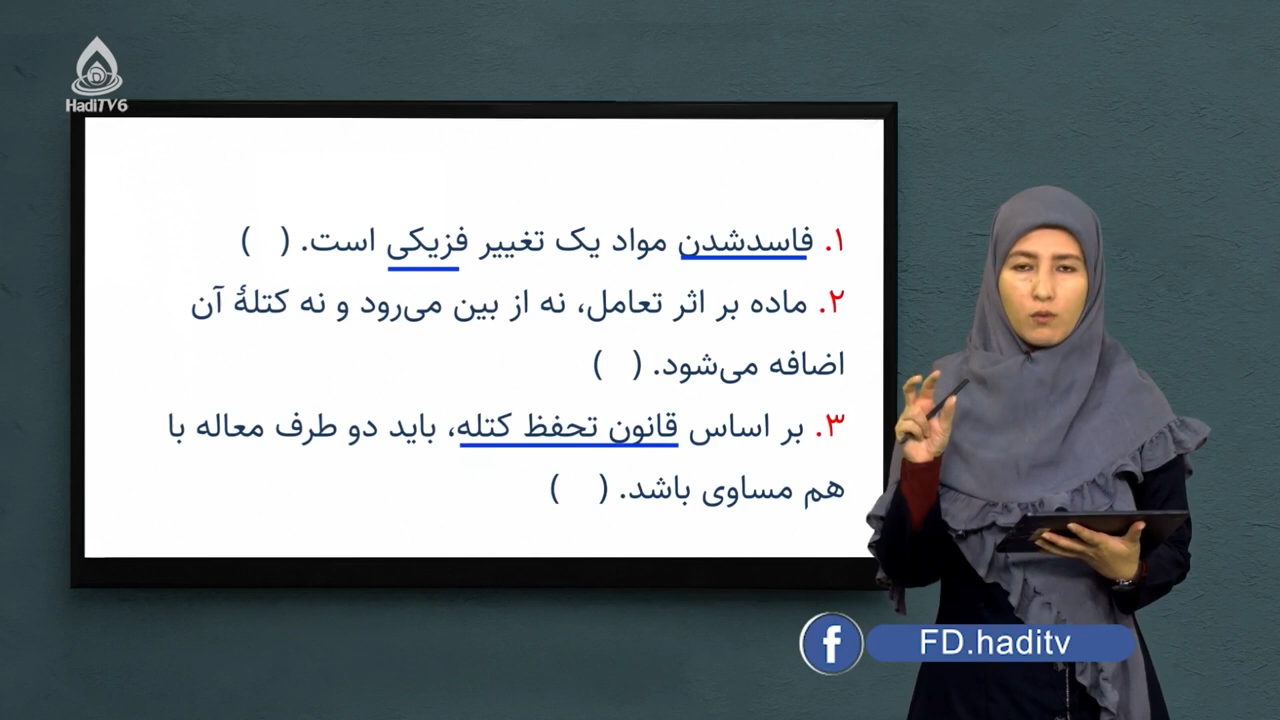 HadiTV6
۱. فاسدشدن مواد یک تغییر فزیکی است. (   )
۲. ماده بر اثر تعامل، نه از بین می‌رود و نه کتلهٔ آن
اضافه می‌شود. (   )
۳. بر اساس قانون تحفظ کتله، باید دو طرف معاله با
هم مساوی باشد. (   )
f FD.haditv